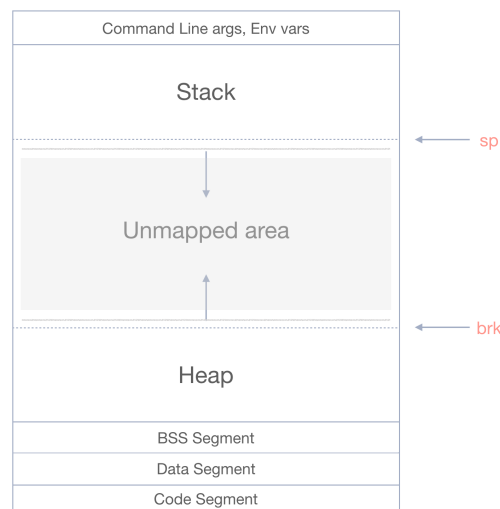 Command Line args, Env vars
Stack
sp
Unmapped area
brk
Heap
BSS Segment
Data Segment
Code Segment